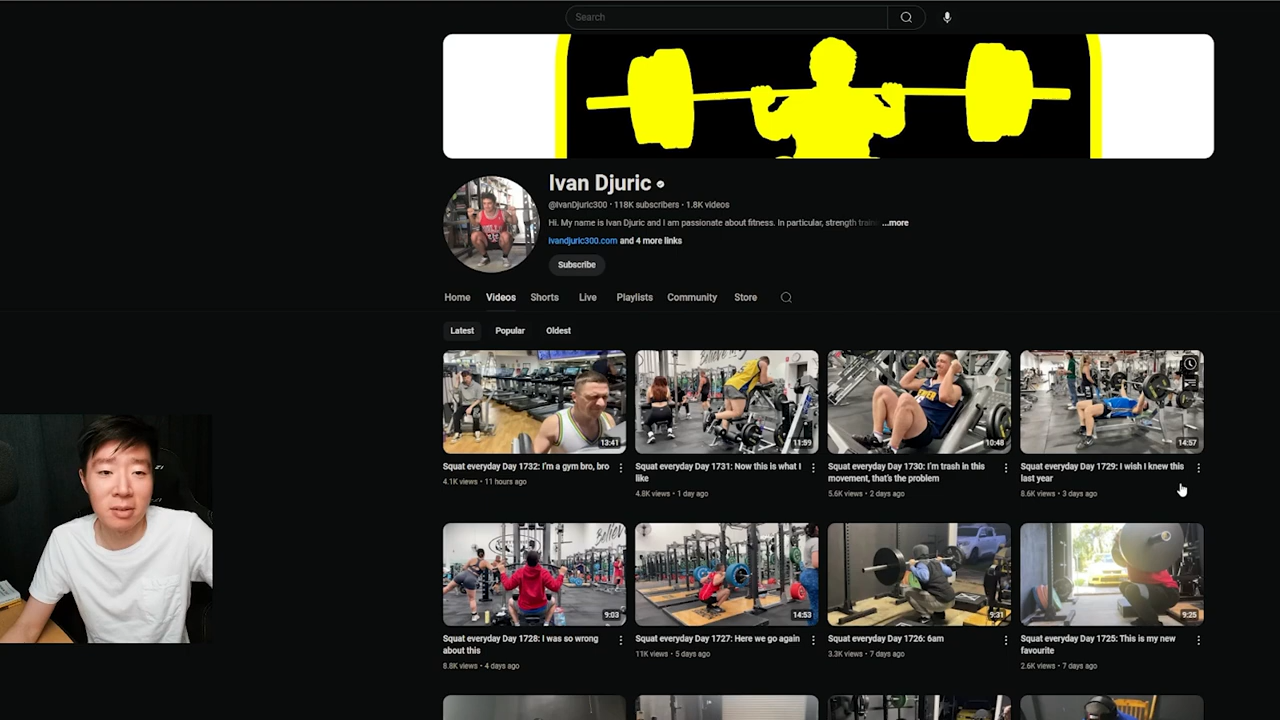 Search
Ivan Djuric
@IvanDjuric300 · 118K subscribers · 1.8K videos
Hi. My name is Ivan Djuric and I am passionate about fitness. In particular, strength traini ...more
ivandjuric300.com and 4 more links
Subscribe
Home Videos Shorts Live Playlists Community Store
Latest Popular Oldest
13:41 11:59 10:48 14:57
Squat everyday Day 1732: I'm a gym bro, bro
4.1K views · 11 hours ago
Squat everyday Day 1731: Now this is what I
like
4.8K views · 1 day ago
Squat everyday Day 1730: I'm trash in this
movement, that's the problem
5.6K views · 2 days ago
Squat everyday Day 1729: I wish I knew this
last year
8.6K views · 3 days ago
9:03 14:53 9:31 9:25
Squat everyday Day 1728: I was so wrong
about this
8.8K views · 4 days ago
Squat everyday Day 1727: Here we go again
11K views · 5 days ago
Squat everyday Day 1726: 6am
3.3K views · 7 days ago
Squat everyday Day 1725: This is my new
favourite
2.6K views · 7 days ago